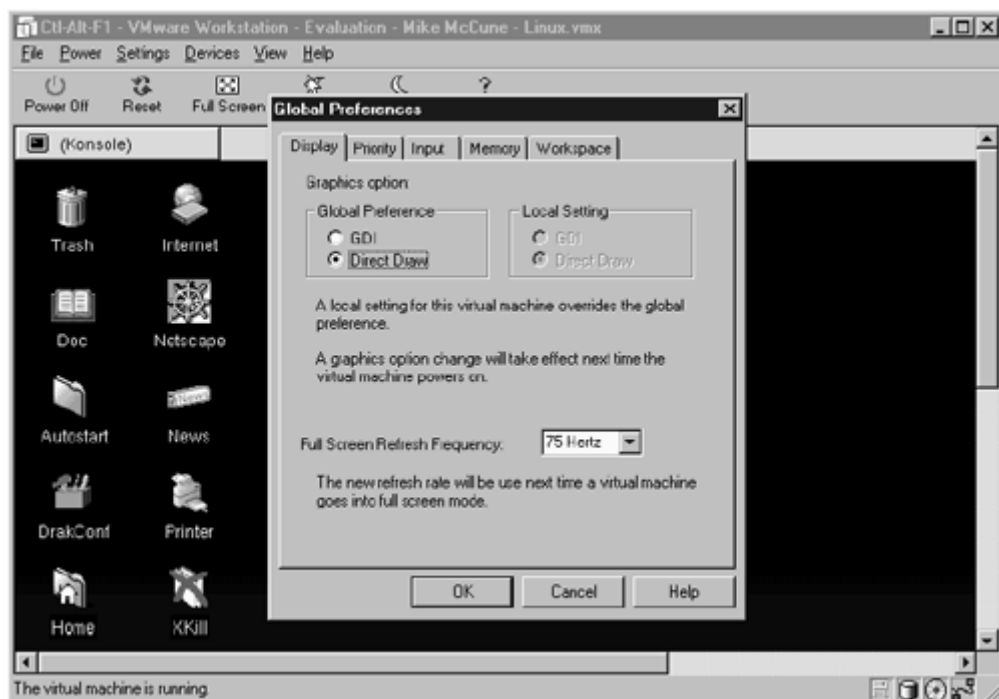 Ctl-Alt-F1 - VMware Workstation - Evaluation - Mike McCune - Linux.vmx
File Power Settings Devices View Help
Power Off Reset Full Screen ?
Global Preferences
(Konsole)
Display Priority Input Memory Workspace
Graphics option:
Global Preference
Local Setting
GDI
GDI
Direct Draw
Direct Draw
A local setting for this virtual machine overrides the global
preference.
A graphics option change will take effect next time the
virtual machine powers on.
Full Screen Refresh Frequency:
75 Hertz
The new refresh rate will be use next time a virtual machine
goes into full screen mode.
OK Cancel Help
Trash Internet
Doc Netscape
News
Autostart News
DrakConf Printer
Home XKill
The virtual machine is running.